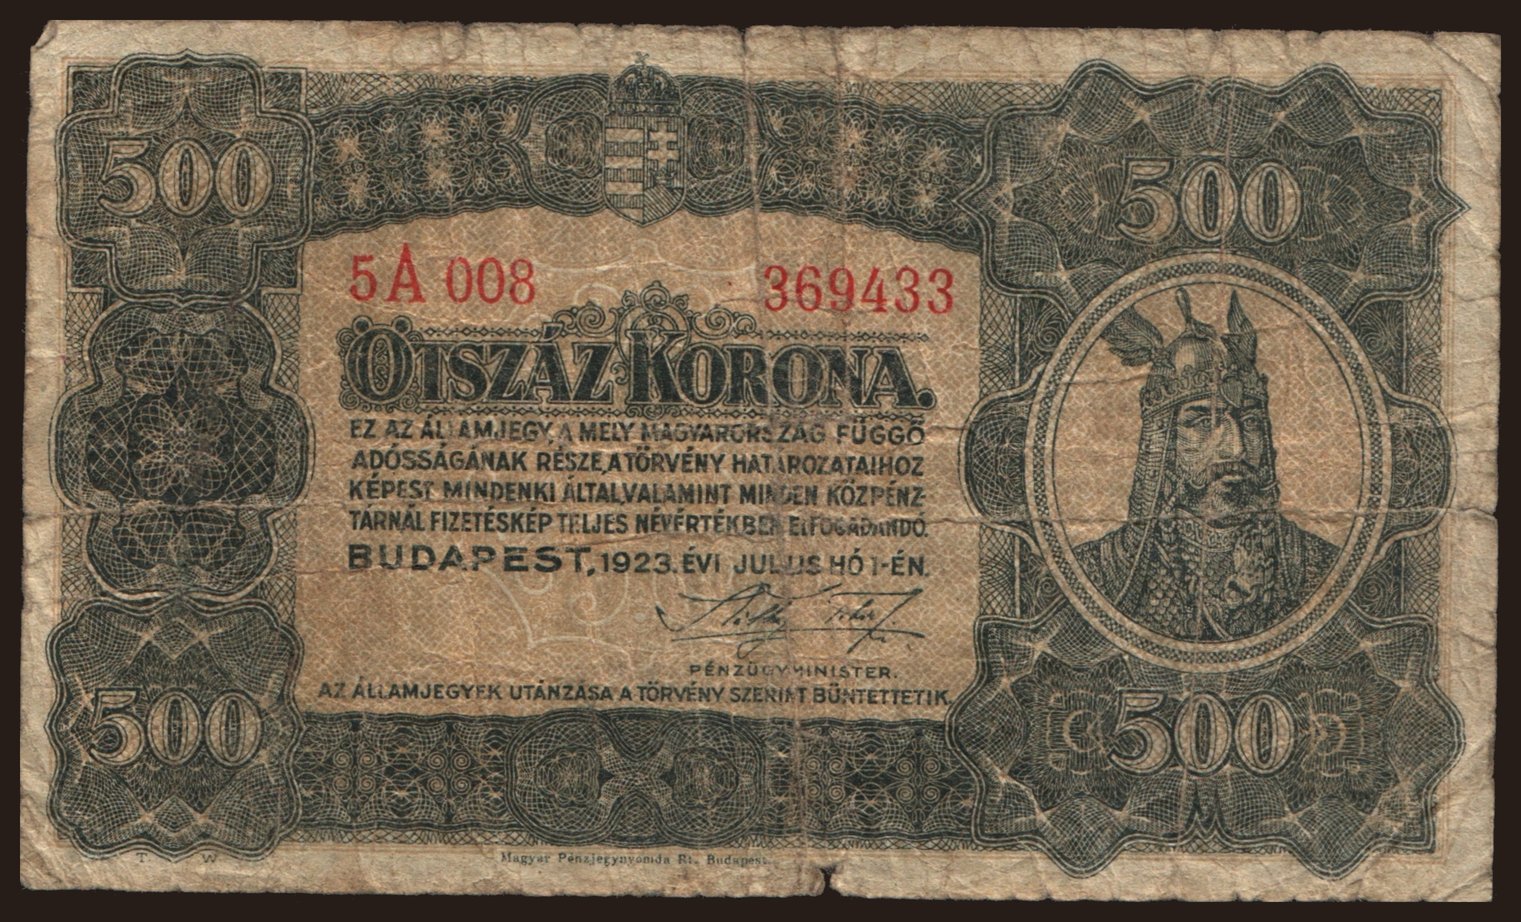 500
500
5A 008 369433
ÖTSZÁZ KORONA.
EZ AZ ÁLLAMJEGY, A MELY MAGYARORSZÁG FÜGGŐ
ADÓSSÁGÁNAK RÉSZE, A TÖRVÉNY HATÁROZATAIHOZ
KÉPEST MINDENKI ÁLTAL, VALAMINT MINDEN KÖZPÉNZ-
TÁRNÁL FIZETÉSKÉP TELJES NÉVÉRTÉKBEN ELFOGADANDÓ.
BUDAPEST, 1923. ÉVI JULIUS HÓ 1-ÉN.
PÉNZÜGYMINISTER.
AZ ÁLLAMJEGYEK UTÁNZÁSA A TÖRVÉNY SZERINT BÜNTETTETIK.
500
500
T. W
Magyar Pénzjegynyomda Rt. Budapest.